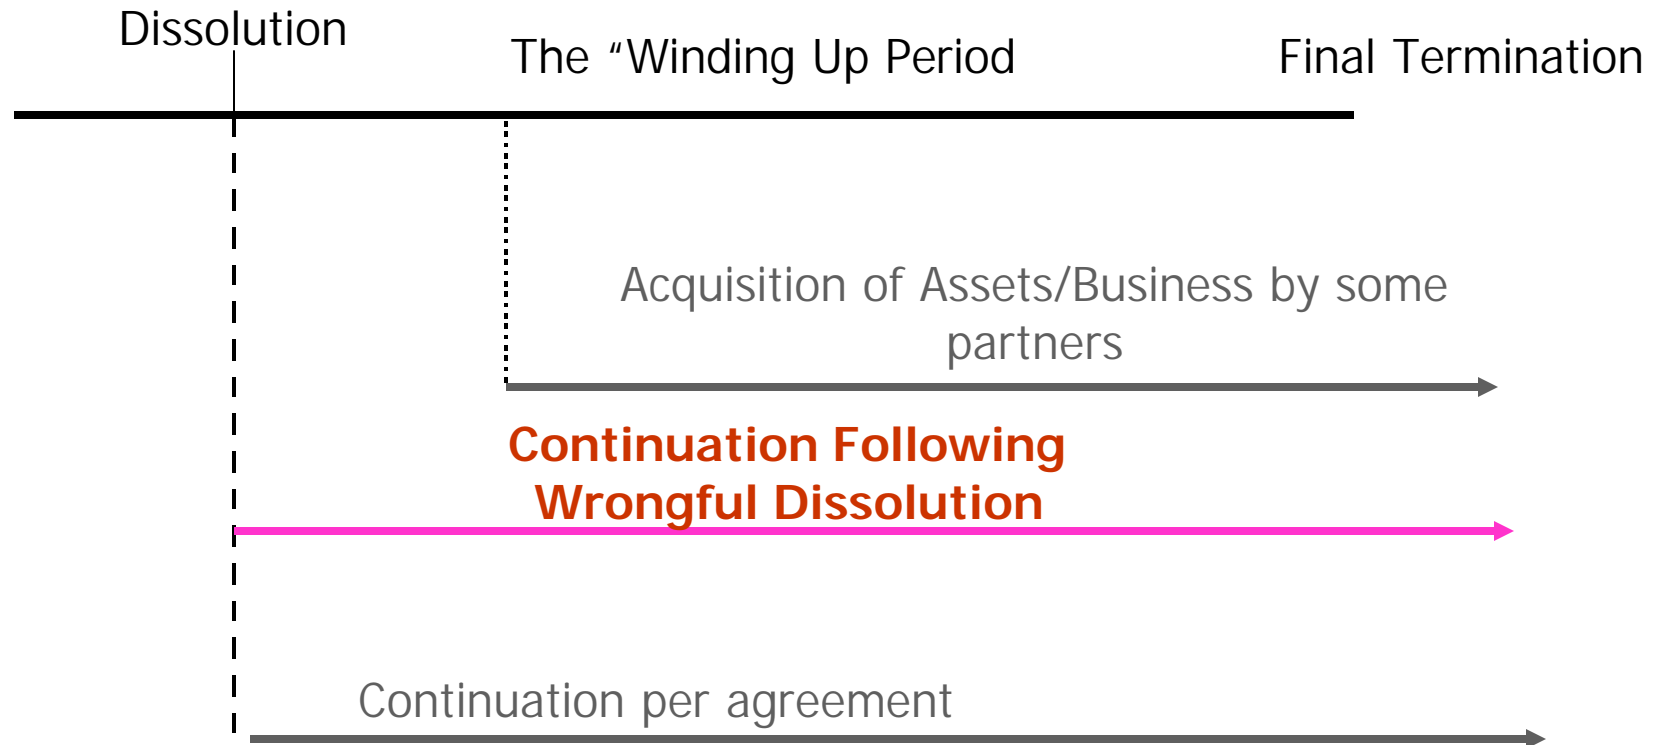 Dissolution
The “Winding Up Period
Final Termination
Acquisition of Assets/Business by some
partners
Continuation Following
Wrongful Dissolution
Continuation per agreement